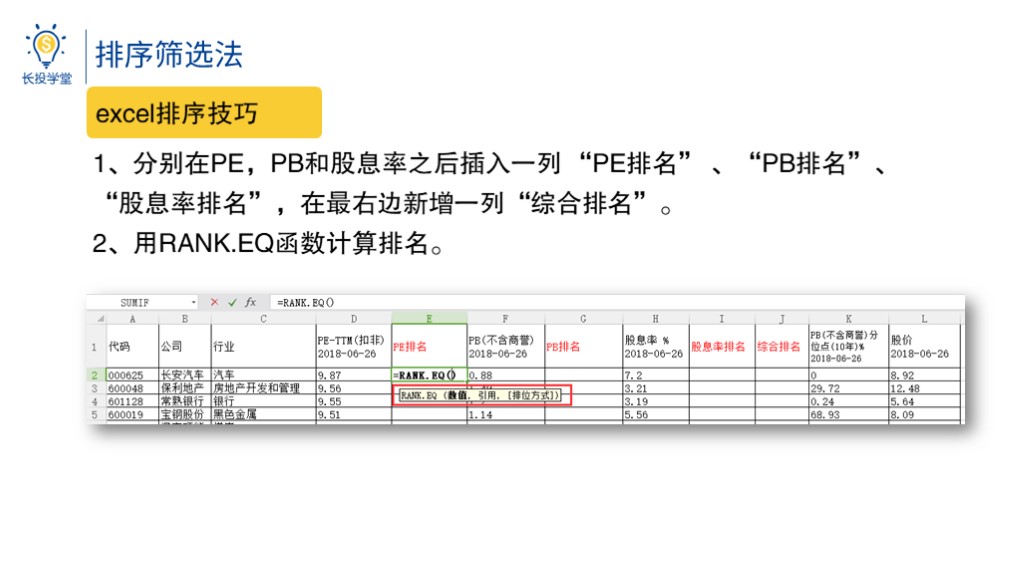 长投学堂
排序筛选法
excel排序技巧
1、分别在PE，PB和股息率之后插入一列“PE排名”、“PB排名”、
“股息率排名”，在最右边新增一列“综合排名”。
2、用RANK.EQ函数计算排名。
SUMIF fx =RANK.EQ()
A B C D E F G H I J K L
1 代码 公司 行业 PE-TTM(扣非) 2018-06-26 PE排名 PB(不含商誉) 2018-06-26 PB排名 股息率 % 2018-06-26 股息率排名 综合排名 PB(不含商誉)分位点(10年)% 2018-06-26 股价 2018-06-26
2 000625 长安汽车 汽车 9.87 =RANK.EQ() 0.88 7.2 0 8.92
3 600048 保利地产 房地产开发和管理 9.56 3.21 29.72 12.48
RANK.EQ (数值, 引用, [排位方式])
4 601128 常熟银行 银行 9.55 3.19 0.24 5.64
5 600019 宝钢股份 黑色金属 9.51 1.14 5.56 68.93 8.09